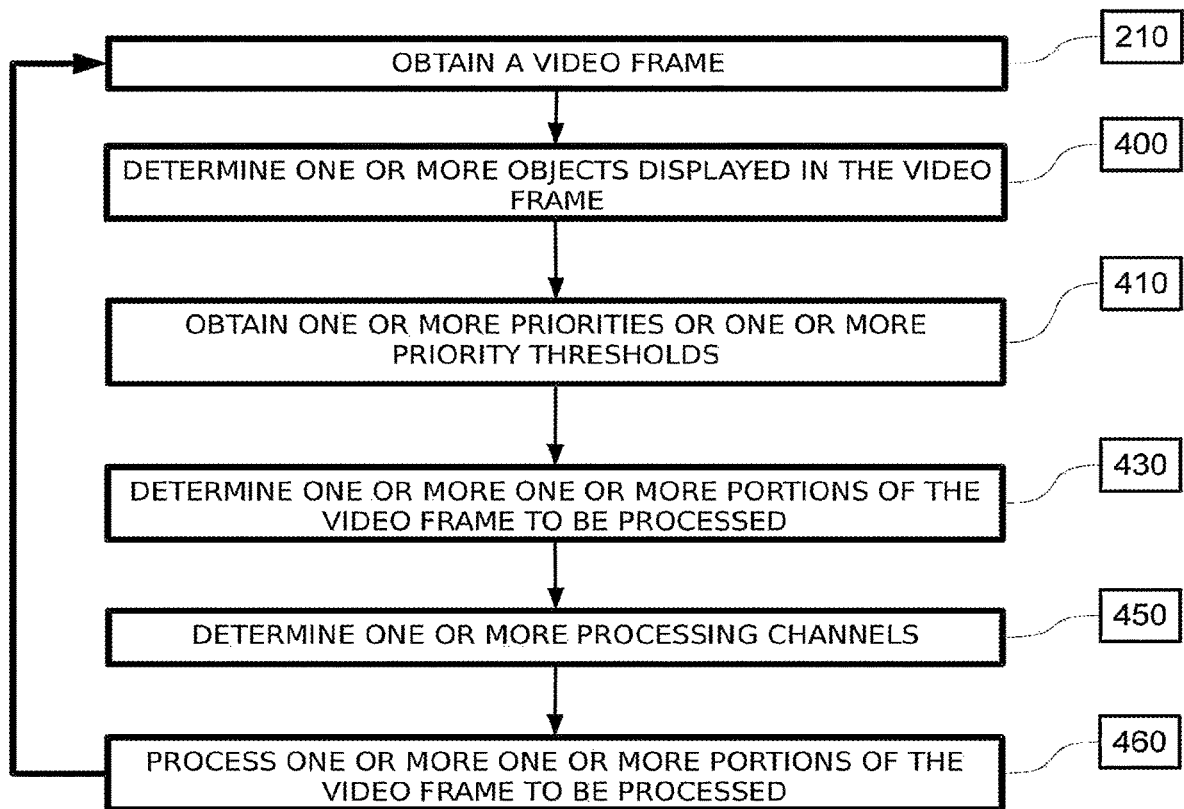 OBTAIN A VIDEO FRAME
210
DETERMINE ONE OR MORE OBJECTS DISPLAYED IN THE VIDEO
FRAME
400
OBTAIN ONE OR MORE PRIORITIES OR ONE OR MORE
PRIORITY THRESHOLDS
410
DETERMINE ONE OR MORE ONE OR MORE PORTIONS OF THE
VIDEO FRAME TO BE PROCESSED
430
DETERMINE ONE OR MORE PROCESSING CHANNELS
450
PROCESS ONE OR MORE ONE OR MORE PORTIONS OF THE
VIDEO FRAME TO BE PROCESSED
460